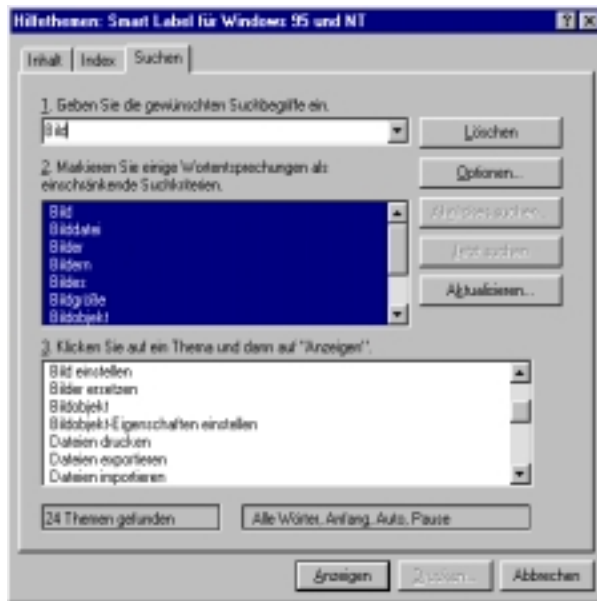 Hilfethemen: Smart Label für Windows 95 und NT
Inhalt Index Suchen
1. Geben Sie die gewünschten Suchbegriffe ein.
Bild
Löschen
2. Markieren Sie einige Wortentsprechungen als
einschränkende Suchkriterien.
Optionen...
Bild
Bilddatei
Bilder
Bildern
Bildes
Bildgröße
Bildobjekt
Ähnliches suchen...
Jetzt suchen
Aktualisieren...
3. Klicken Sie auf ein Thema und dann auf "Anzeigen".
Bild einstellen
Bilder ersetzen
Bildobjekt
Bildobjekt-Eigenschaften einstellen
Dateien drucken
Dateien exportieren
Dateien importieren
24 Themen gefunden
Alle Wörter, Anfang, Auto, Pause
Anzeigen Drucken... Abbrechen